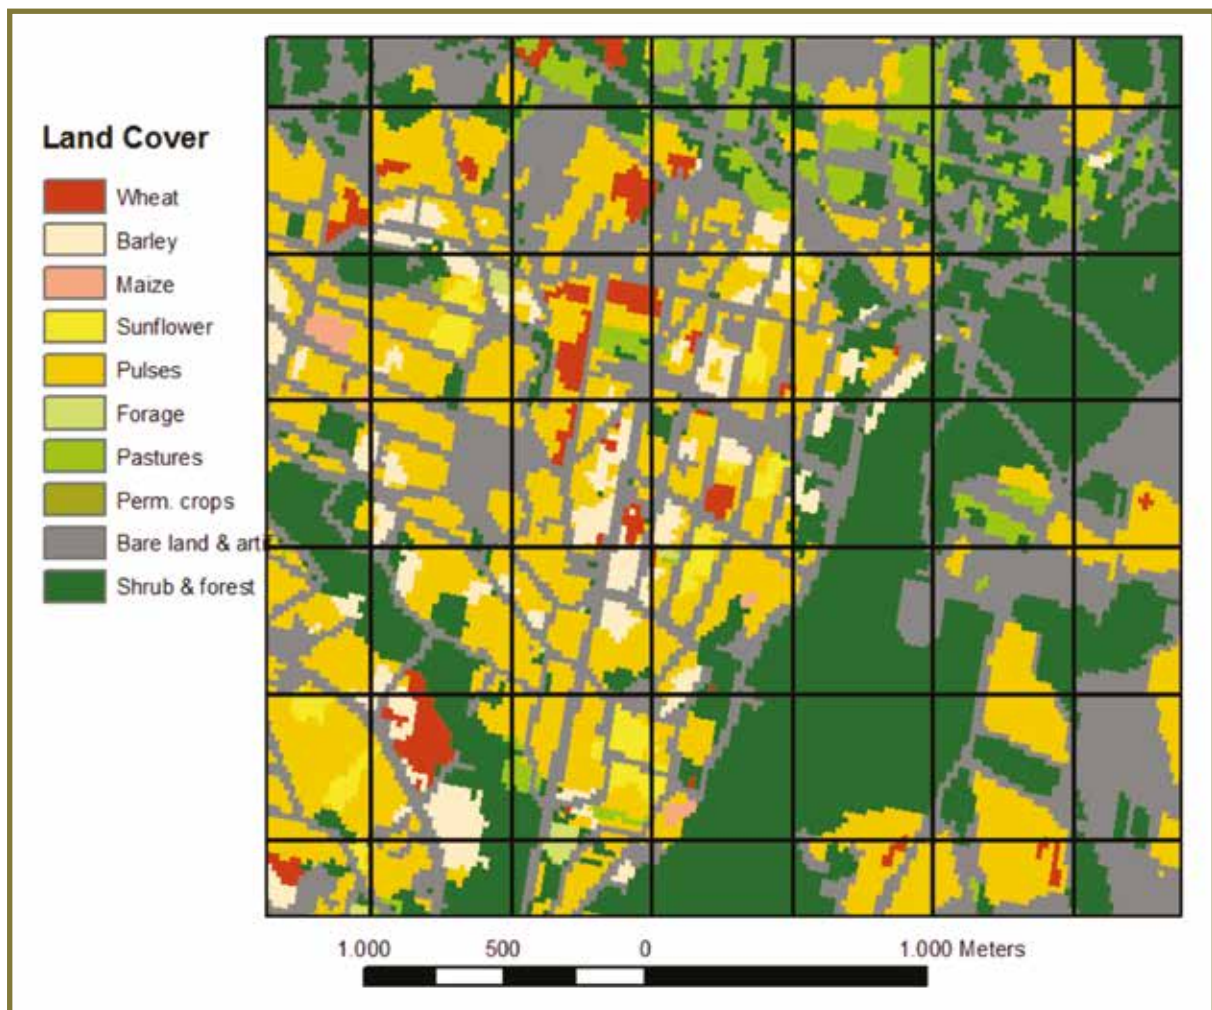 Land Cover
Wheat
Barley
Maize
Sunflower
Pulses
Forage
Pastures
Perm. crops
Bare land & arti
Shrub & forest
1.000 500 0 1.000 Meters